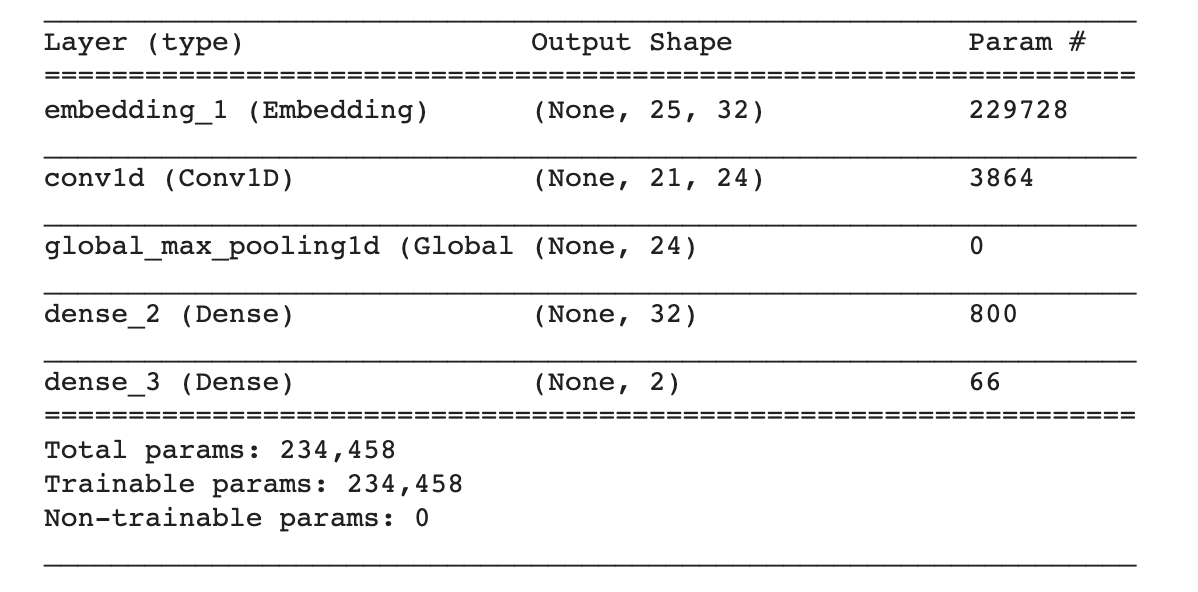 Layer (type) Output Shape Param #
=================================================================
embedding_1 (Embedding) (None, 25, 32) 229728
conv1d (Conv1D) (None, 21, 24) 3864
global_max_pooling1d (Global (None, 24) 0
dense_2 (Dense) (None, 32) 800
dense_3 (Dense) (None, 2) 66
=================================================================
Total params: 234,458
Trainable params: 234,458
Non-trainable params: 0